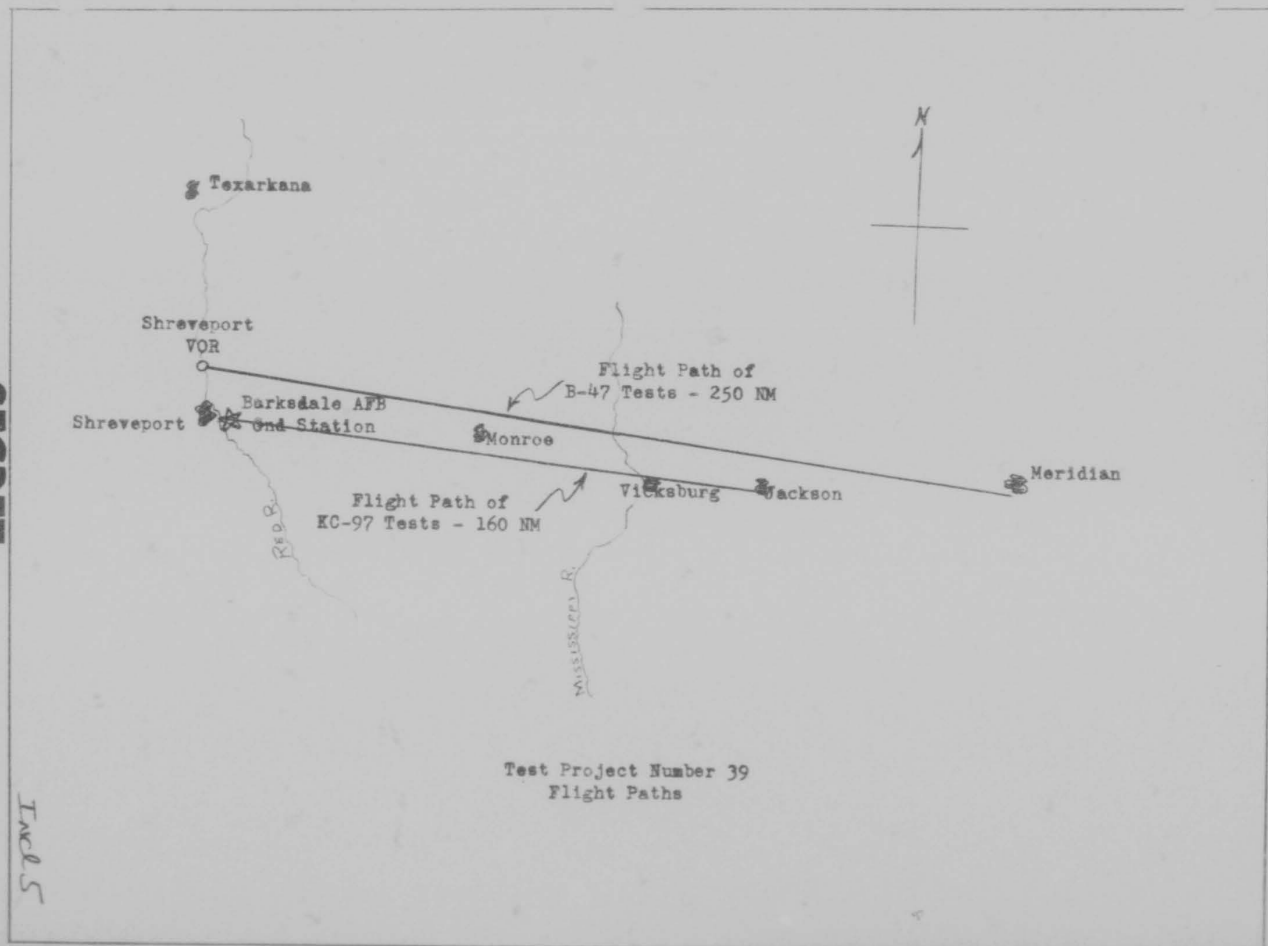 N
Texarkana
Shreveport
VOR
Flight Path of
B-47 Tests - 250 NM
Barksdale AFB
Gnd Station
Shreveport
Monroe
Meridian
Vicksburg
Jackson
Flight Path of
KC-97 Tests - 160 NM
RED R.
MISSISSIPPI R.
Test Project Number 39
Flight Paths
Incl 5